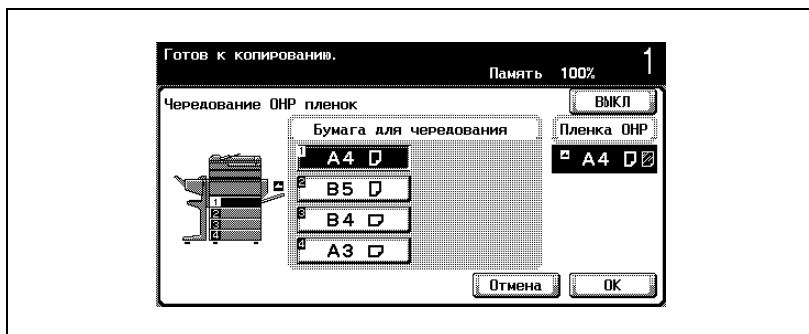 Готов к копированию.
Память 100% 1
Чередование OHP пленок ВЫКЛ
Бумага для чередования Пленка OHP
1 A4 A4
2 B5
3 B4
4 A3
1
2
3
4
Отмена OK